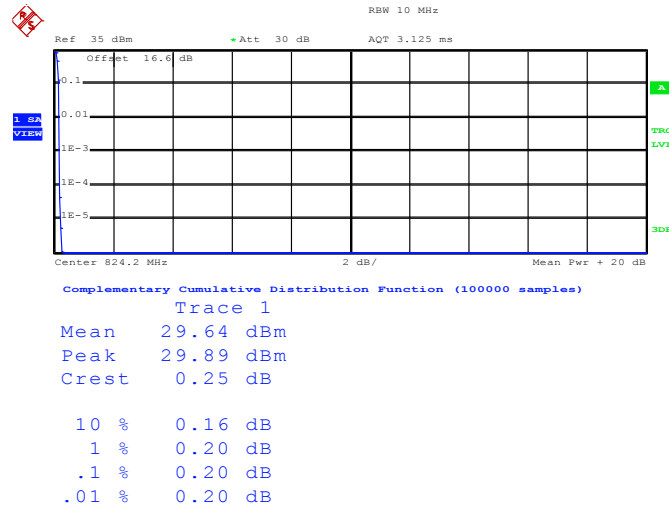 R S
RBW 10 MHz
Ref 35 dBm * Att 30 dB AQT 3.125 ms
Offset 16.6 dB
0.1
A
0.01
1 SA
VIEW
TRG
LVL
1E-3
1E-4
1E-5
3DB
Center 824.2 MHz 2 dB/ Mean Pwr + 20 dB
Complementary Cumulative Distribution Function (100000 samples)
Trace 1
Mean 29.64 dBm
Peak 29.89 dBm
Crest 0.25 dB
10 % 0.16 dB
1 % 0.20 dB
.1 % 0.20 dB
.01 % 0.20 dB